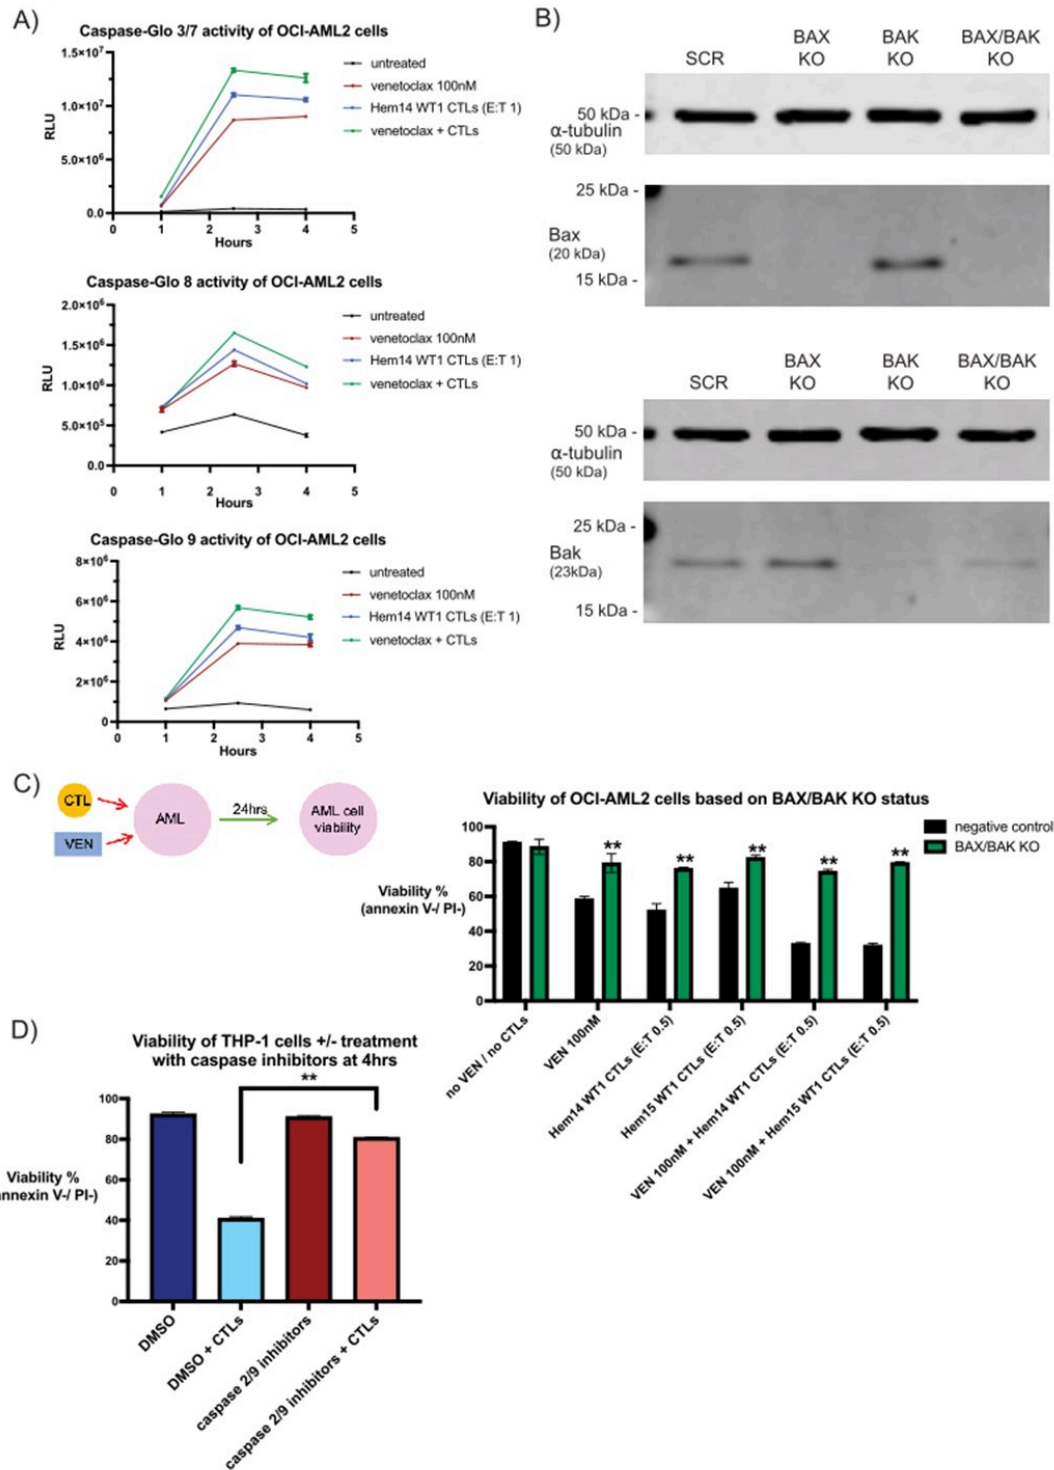 A)
Caspase-Glo 3/7 activity of OCI-AML2 cells
1.5×10⁷
1.0×10⁷
5.0×10⁶
0.0
RLU
0 1 2 3 4 5
Hours
untreated
venetoclax 100nM
Hem14 WT1 CTLs (E:T 1)
venetoclax + CTLs
Caspase-Glo 8 activity of OCI-AML2 cells
2.0×10⁶
1.5×10⁶
1.0×10⁶
5.0×10⁵
0.0
RLU
0 1 2 3 4 5
Hours
untreated
venetoclax 100nM
Hem14 WT1 CTLs (E:T 1)
venetoclax + CTLs
Caspase-Glo 9 activity of OCI-AML2 cells
8×10⁶
6×10⁶
4×10⁶
2×10⁶
0
RLU
0 1 2 3 4 5
Hours
untreated
venetoclax 100nM
Hem14 WT1 CTLs (E:T 1)
venetoclax + CTLs
B)
SCR
BAX
KO
BAK
KO
BAX/BAK
KO
50 kDa -
α-tubulin
(50 kDa)
25 kDa -
Bax
(20 kDa)
15 kDa -
SCR
BAX
KO
BAK
KO
BAX/BAK
KO
50 kDa -
α-tubulin
(50 kDa)
25 kDa -
Bak
(23kDa)
15 kDa -
C)
CTL
VEN
AML
24hrs
AML cell
viability
Viability of OCI-AML2 cells based on BAX/BAK KO status
100
80
60
40
20
0
Viability %
(annexin V-/ PI-)
** ** ** ** **
negative control
BAX/BAK KO
no VEN / no CTLs
VEN 100nM
Hem14 WT1 CTLs (E:T 0.5)
Hem15 WT1 CTLs (E:T 0.5)
VEN 100nM + Hem14 WT1 CTLs (E:T 0.5)
VEN 100nM + Hem15 WT1 CTLs (E:T 0.5)
D)
Viability of THP-1 cells +/- treatment
with caspase inhibitors at 4hrs
**
100
80
60
40
20
0
Viability %
nnexin V-/ PI-)
DMSO
DMSO + CTLs
caspase 2/9 inhibitors
caspase 2/9 inhibitors + CTLs